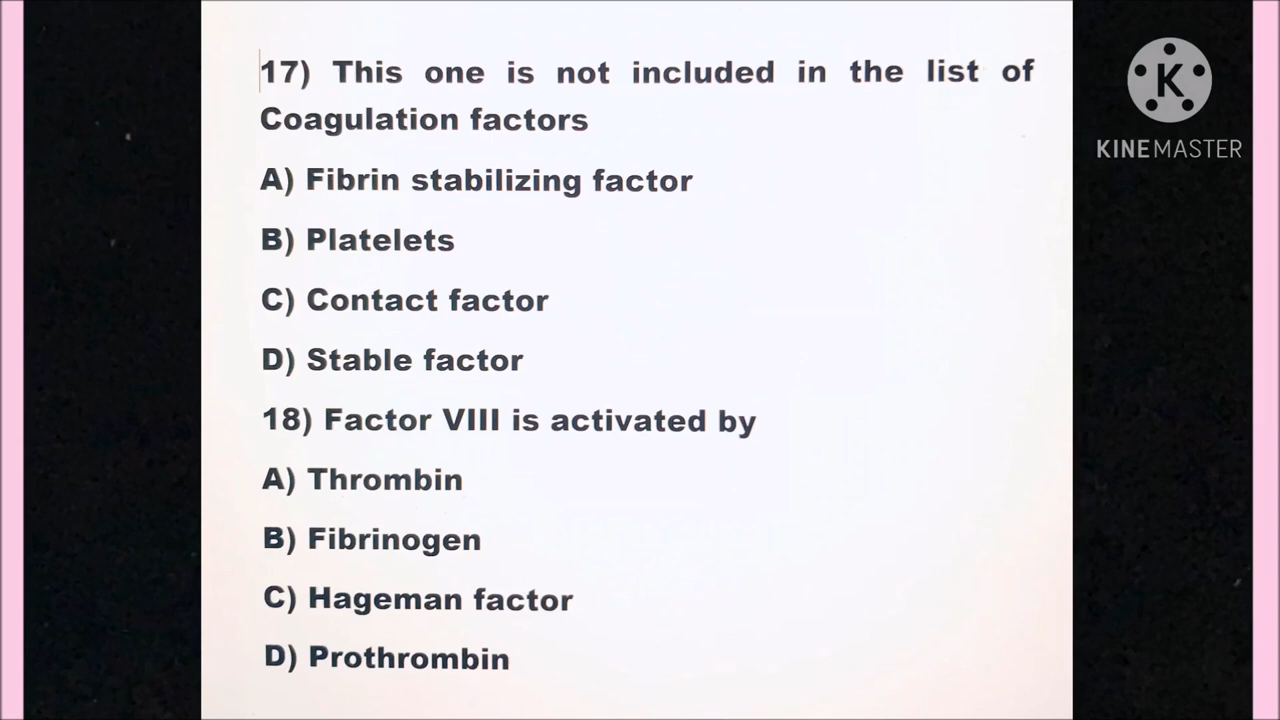 17) This one is not included in the list of
Coagulation factors
A) Fibrin stabilizing factor
B) Platelets
C) Contact factor
D) Stable factor
18) Factor VIII is activated by
A) Thrombin
B) Fibrinogen
C) Hageman factor
D) Prothrombin
K
KINEMASTER